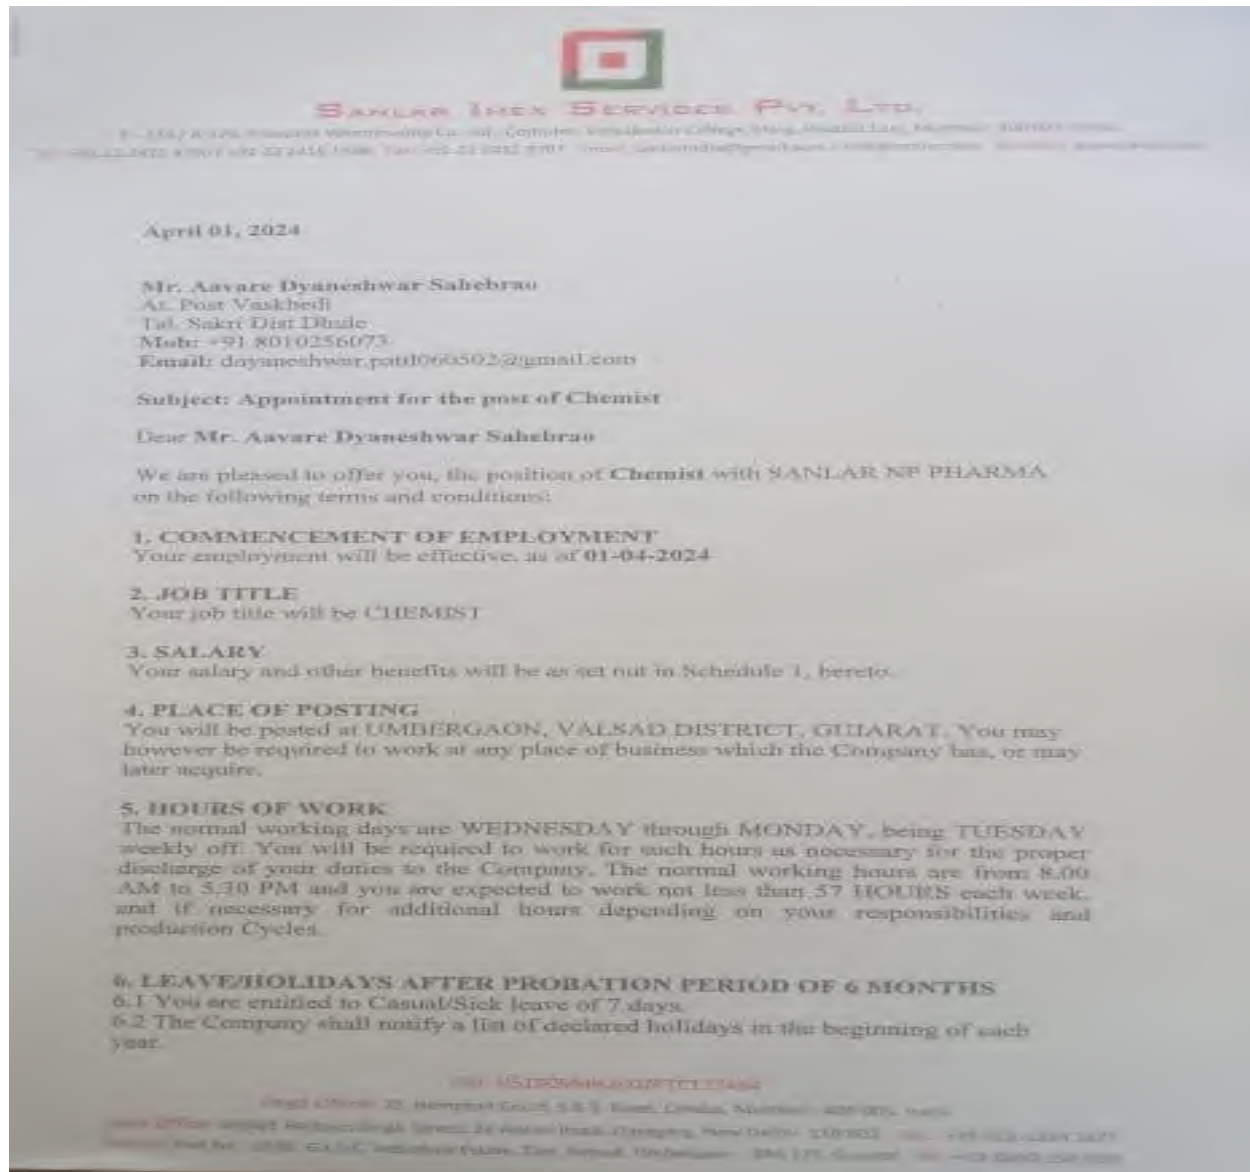 SANLAR IMEX SERVICES PVT. LTD.
April 01, 2024
Mr. Aavare Dyaneshwar Sahebrao
At. Post Vaskhedi
Tal. Sakri Dist Dhule
Mob: +91 8010256073
Email:
Subject: Appointment for the post of Chemist
Dear Mr. Aavare Dyaneshwar Sahebrao
We are pleased to offer you, the position of Chemist with SANLAR NP PHARMA
on the following terms and conditions:
1. COMMENCEMENT OF EMPLOYMENT
Your employment will be effective, as of 01-04-2024
2. JOB TITLE
Your job title will be CHEMIST
3. SALARY
Your salary and other benefits will be as set out in Schedule 1, hereto.
4. PLACE OF POSTING
You will be posted at UMBERGAON, VALSAD DISTRICT, GUJARAT. You may
however be required to work at any place of business which the Company has, or may
later acquire.
5. HOURS OF WORK
The normal working days are WEDNESDAY through MONDAY, being TUESDAY
weekly off. You will be required to work for such hours as necessary for the proper
discharge of your duties to the Company. The normal working hours are from 8.00
AM to 5.30 PM and you are expected to work not less than 57 HOURS each week,
and if necessary for additional hours depending on your responsibilities and
production Cycles.
6. LEAVE/HOLIDAYS AFTER PROBATION PERIOD OF 6 MONTHS
6.1 You are entitled to Casual/Sick leave of 7 days.
6.2 The Company shall notify a list of declared holidays in the beginning of each
year.